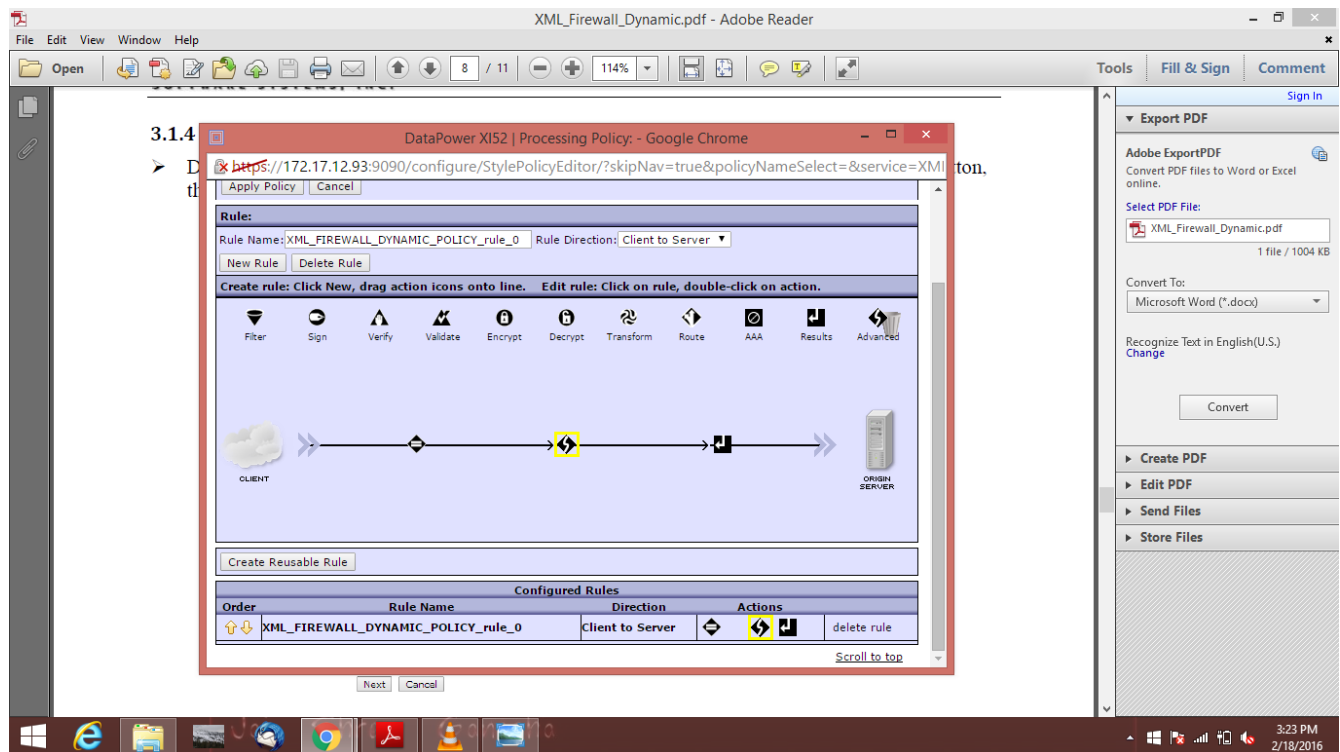 XML_Firewall_Dynamic.pdf - Adobe Reader
File Edit View Window Help
Open 8 / 11 114% Tools Fill & Sign Comment
SOFTWARE SYSTEMS, INC.
Sign In
Export PDF
Adobe ExportPDF
Convert PDF files to Word or Excel online.
Select PDF File:
XML_Firewall_Dynamic.pdf
1 file / 1004 KB
Convert To:
Microsoft Word (*.docx)
Recognize Text in English(U.S.)
Change
Convert
Create PDF
Edit PDF
Send Files
Store Files
3.1.4
D
ton,
th
DataPower XI52 | Processing Policy: - Google Chrome
https://172.17.12.93:9090/configure/StylePolicyEditor/?skipNav=true&policyNameSelect=&service=XMl
Apply Policy Cancel
Rule:
Rule Name: XML_FIREWALL_DYNAMIC_POLICY_rule_0 Rule Direction: Client to Server
New Rule Delete Rule
Create rule: Click New, drag action icons onto line. Edit rule: Click on rule, double-click on action.
Filter Sign Verify Validate Encrypt Decrypt Transform Route AAA Results Advanced
CLIENT
ORIGIN SERVER
Create Reusable Rule
Configured Rules
Order Rule Name Direction Actions
XML_FIREWALL_DYNAMIC_POLICY_rule_0 Client to Server delete rule
Scroll to top
Next Cancel
3:23 PM
2/18/2016